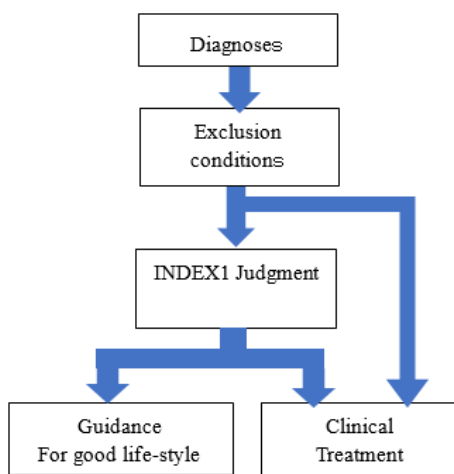 Diagnoses
Exclusion
conditions
INDEX1 Judgment
Guidance
For good life-style
Clinical
Treatment